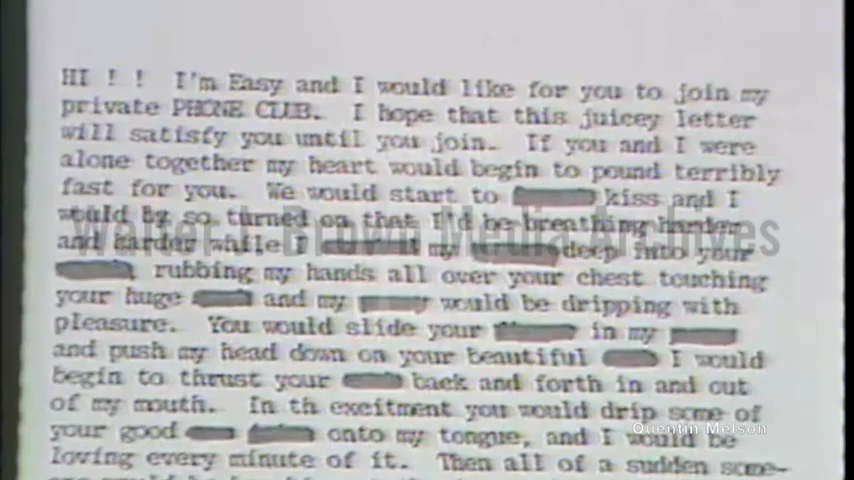 HI ! ! I'm Easy and I would like for you to join my
private PHONE CLUB. I hope that this juicey letter
will satisfy you until you join. If you and I were
alone together my heart would begin to pound terribly
fast for you. We would start to kiss and I
would by so turned on that I'd be breathing harder
and harder while I my deep into your
rubbing my hands all over your chest touching
your huge and my would be dripping with
pleasure. You would slide your in my
and push my head down on your beautiful I would
begin to thrust your back and forth in and out
of my mouth. In th excitment you would drip some of
your good onto my tongue, and I would be
loving every minute of it. Then all of a sudden some-
Walter J. Brown Media Archives
Quentin Melson